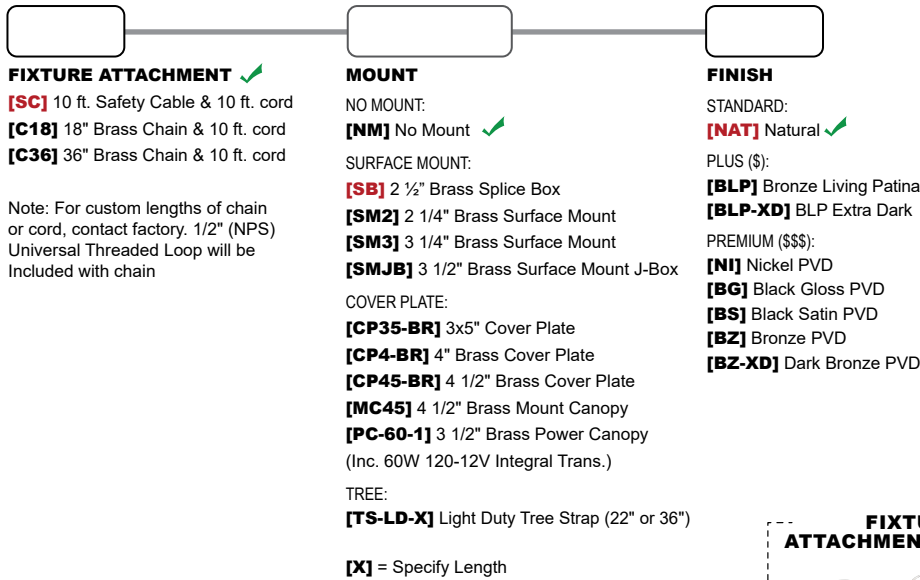 FIXTURE ATTACHMENT
[SC] 10 ft. Safety Cable & 10 ft. cord
[C18] 18" Brass Chain & 10 ft. cord
[C36] 36" Brass Chain & 10 ft. cord
Note: For custom lengths of chain
or cord, contact factory. 1/2" (NPS)
Universal Threaded Loop will be
Included with chain
MOUNT
NO MOUNT:
[NM] No Mount
SURFACE MOUNT:
[SB] 2 ½” Brass Splice Box
[SM2] 2 1/4" Brass Surface Mount
[SM3] 3 1/4" Brass Surface Mount
[SMJB] 3 1/2" Brass Surface Mount J-Box
COVER PLATE:
[CP35-BR] 3x5" Cover Plate
[CP4-BR] 4" Brass Cover Plate
[CP45-BR] 4 1/2" Brass Cover Plate
[MC45] 4 1/2" Brass Mount Canopy
[PC-60-1] 3 1/2" Brass Power Canopy
(Inc. 60W 120-12V Integral Trans.)
TREE:
[TS-LD-X] Light Duty Tree Strap (22" or 36")
[X] = Specify Length
FINISH
STANDARD:
[NAT] Natural
PLUS ($):
[BLP] Bronze Living Patina
[BLP-XD] BLP Extra Dark
PREMIUM ($$$):
[NI] Nickel PVD
[BG] Black Gloss PVD
[BS] Black Satin PVD
[BZ] Bronze PVD
[BZ-XD] Dark Bronze PVD
FIXTU
ATTACHMEN